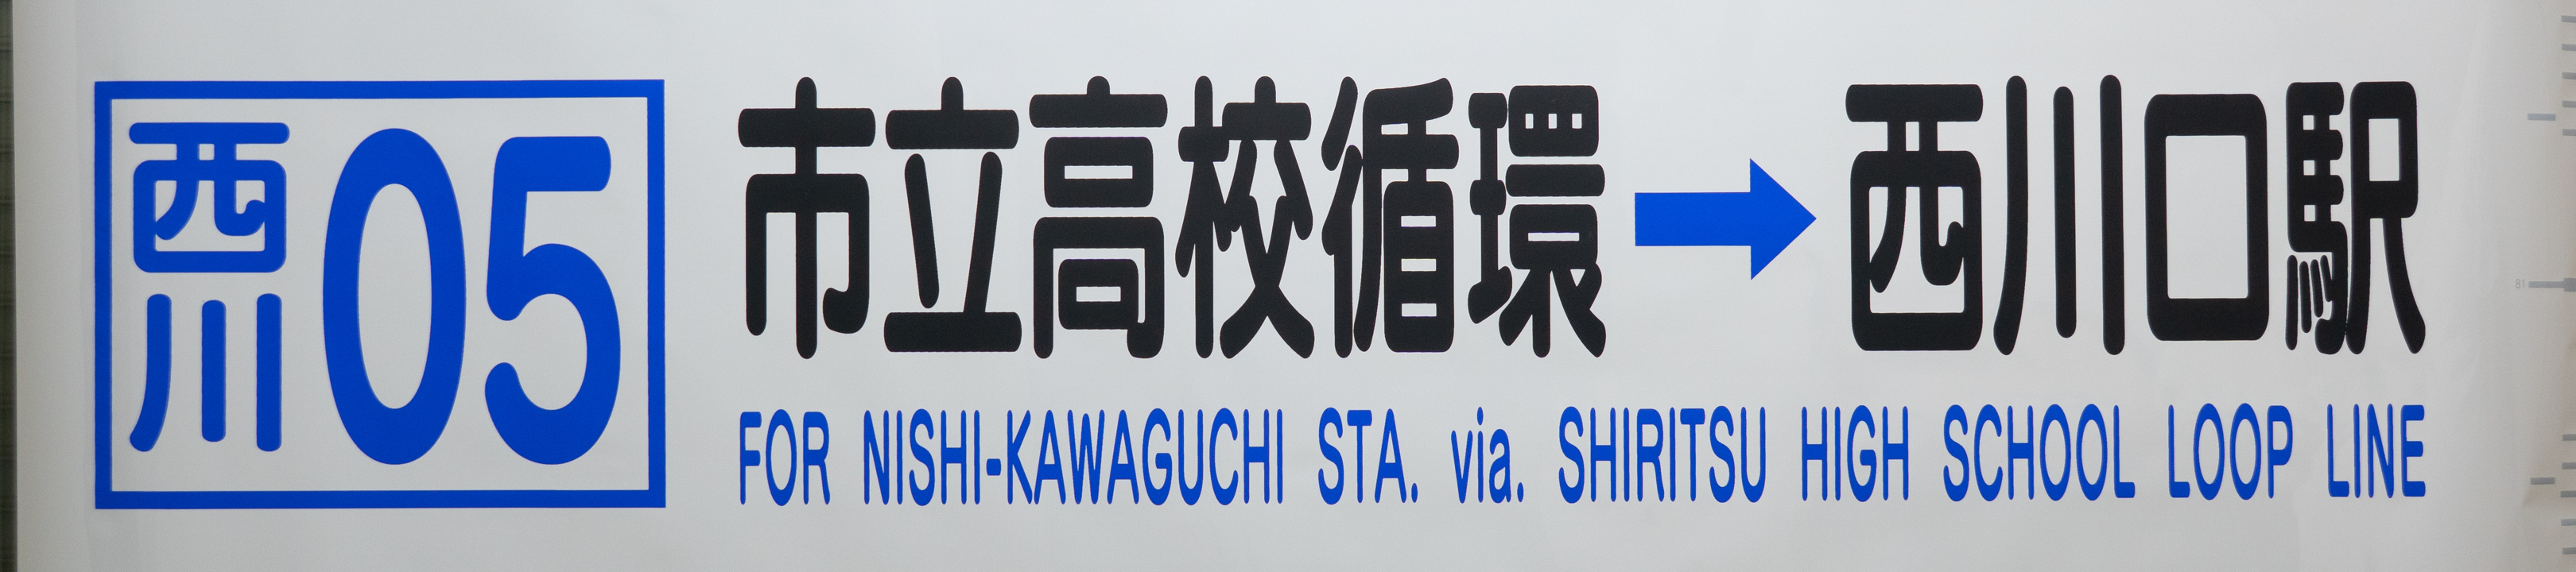 西川05 市立高校循環➡西川口駅
FOR NISHI-KAWAGUCHI STA. via. SHIRITSU HIGH SCHOOL LOOP LINE
81